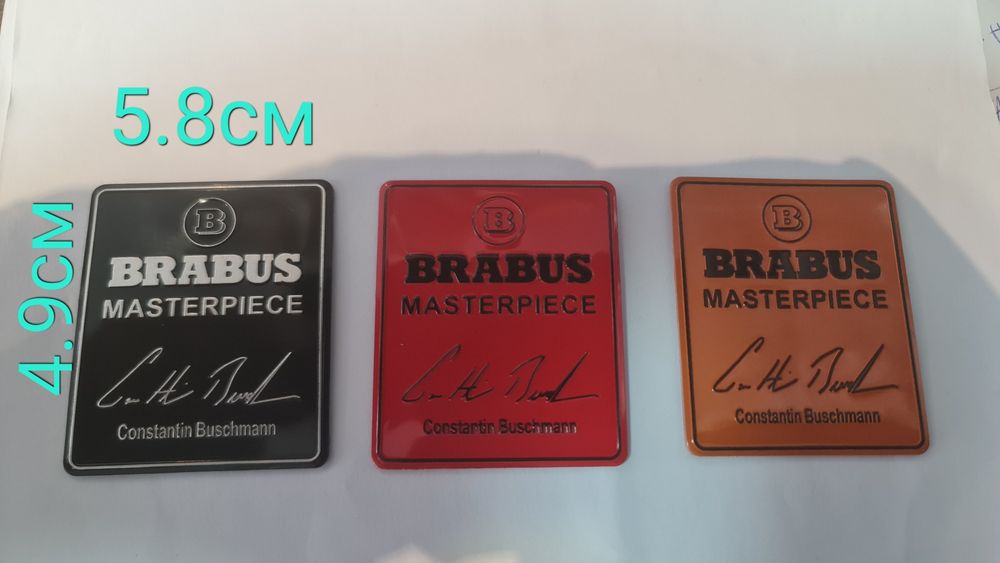 5.8см
4.9см
B
BRABUS
MASTERPIECE
Constantin Buschmann
B
BRABUS
MASTERPIECE
Constantin Buschmann
B
BRABUS
MASTERPIECE
Constantin Buschmann